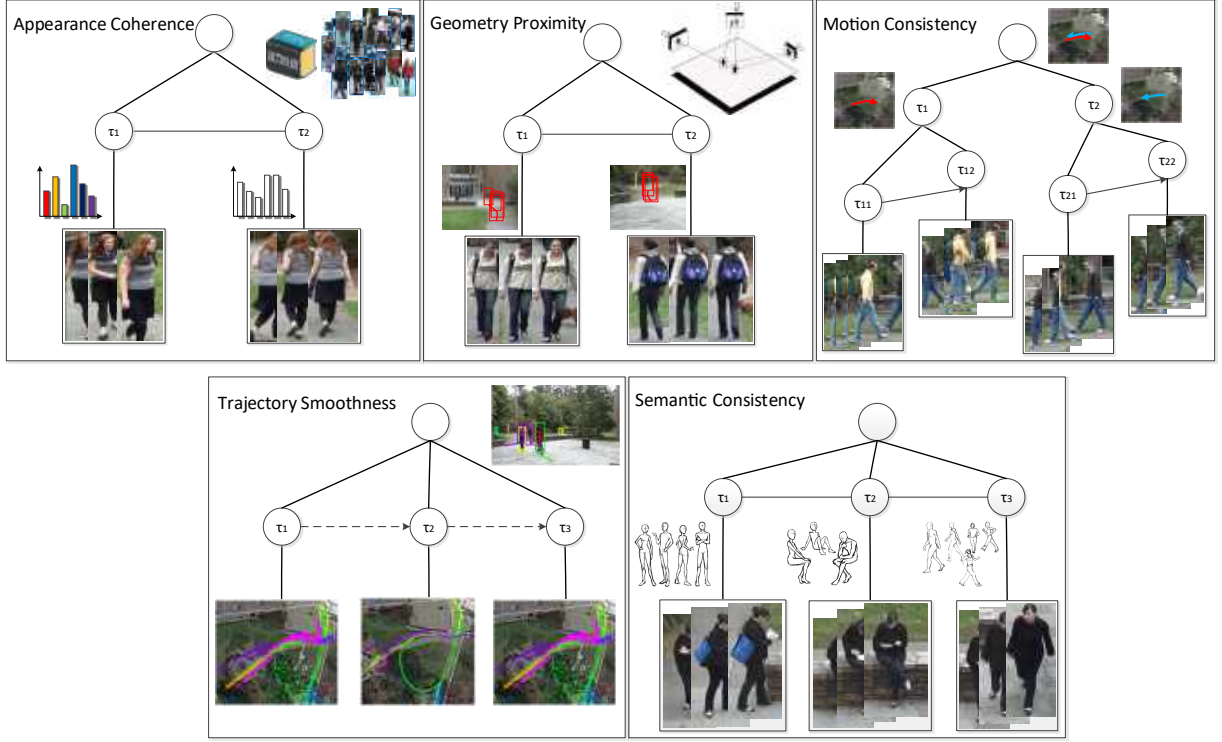 Appearance Coherence
τ1
τ2
Geometry Proximity
τ1
τ2
Motion Consistency
τ1
τ2
τ11
τ12
τ21
τ22
Trajectory Smoothness
τ1
τ2
τ3
Semantic Consistency
τ1
τ2
τ3